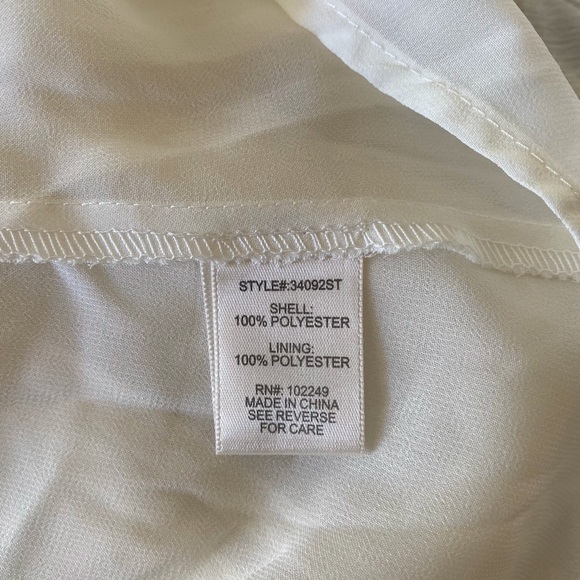 STYLE#:34092ST
SHELL:
100% POLYESTER
LINING:
100% POLYESTER
RN#: 102249
MADE IN CHINA
SEE REVERSE
FOR CARE